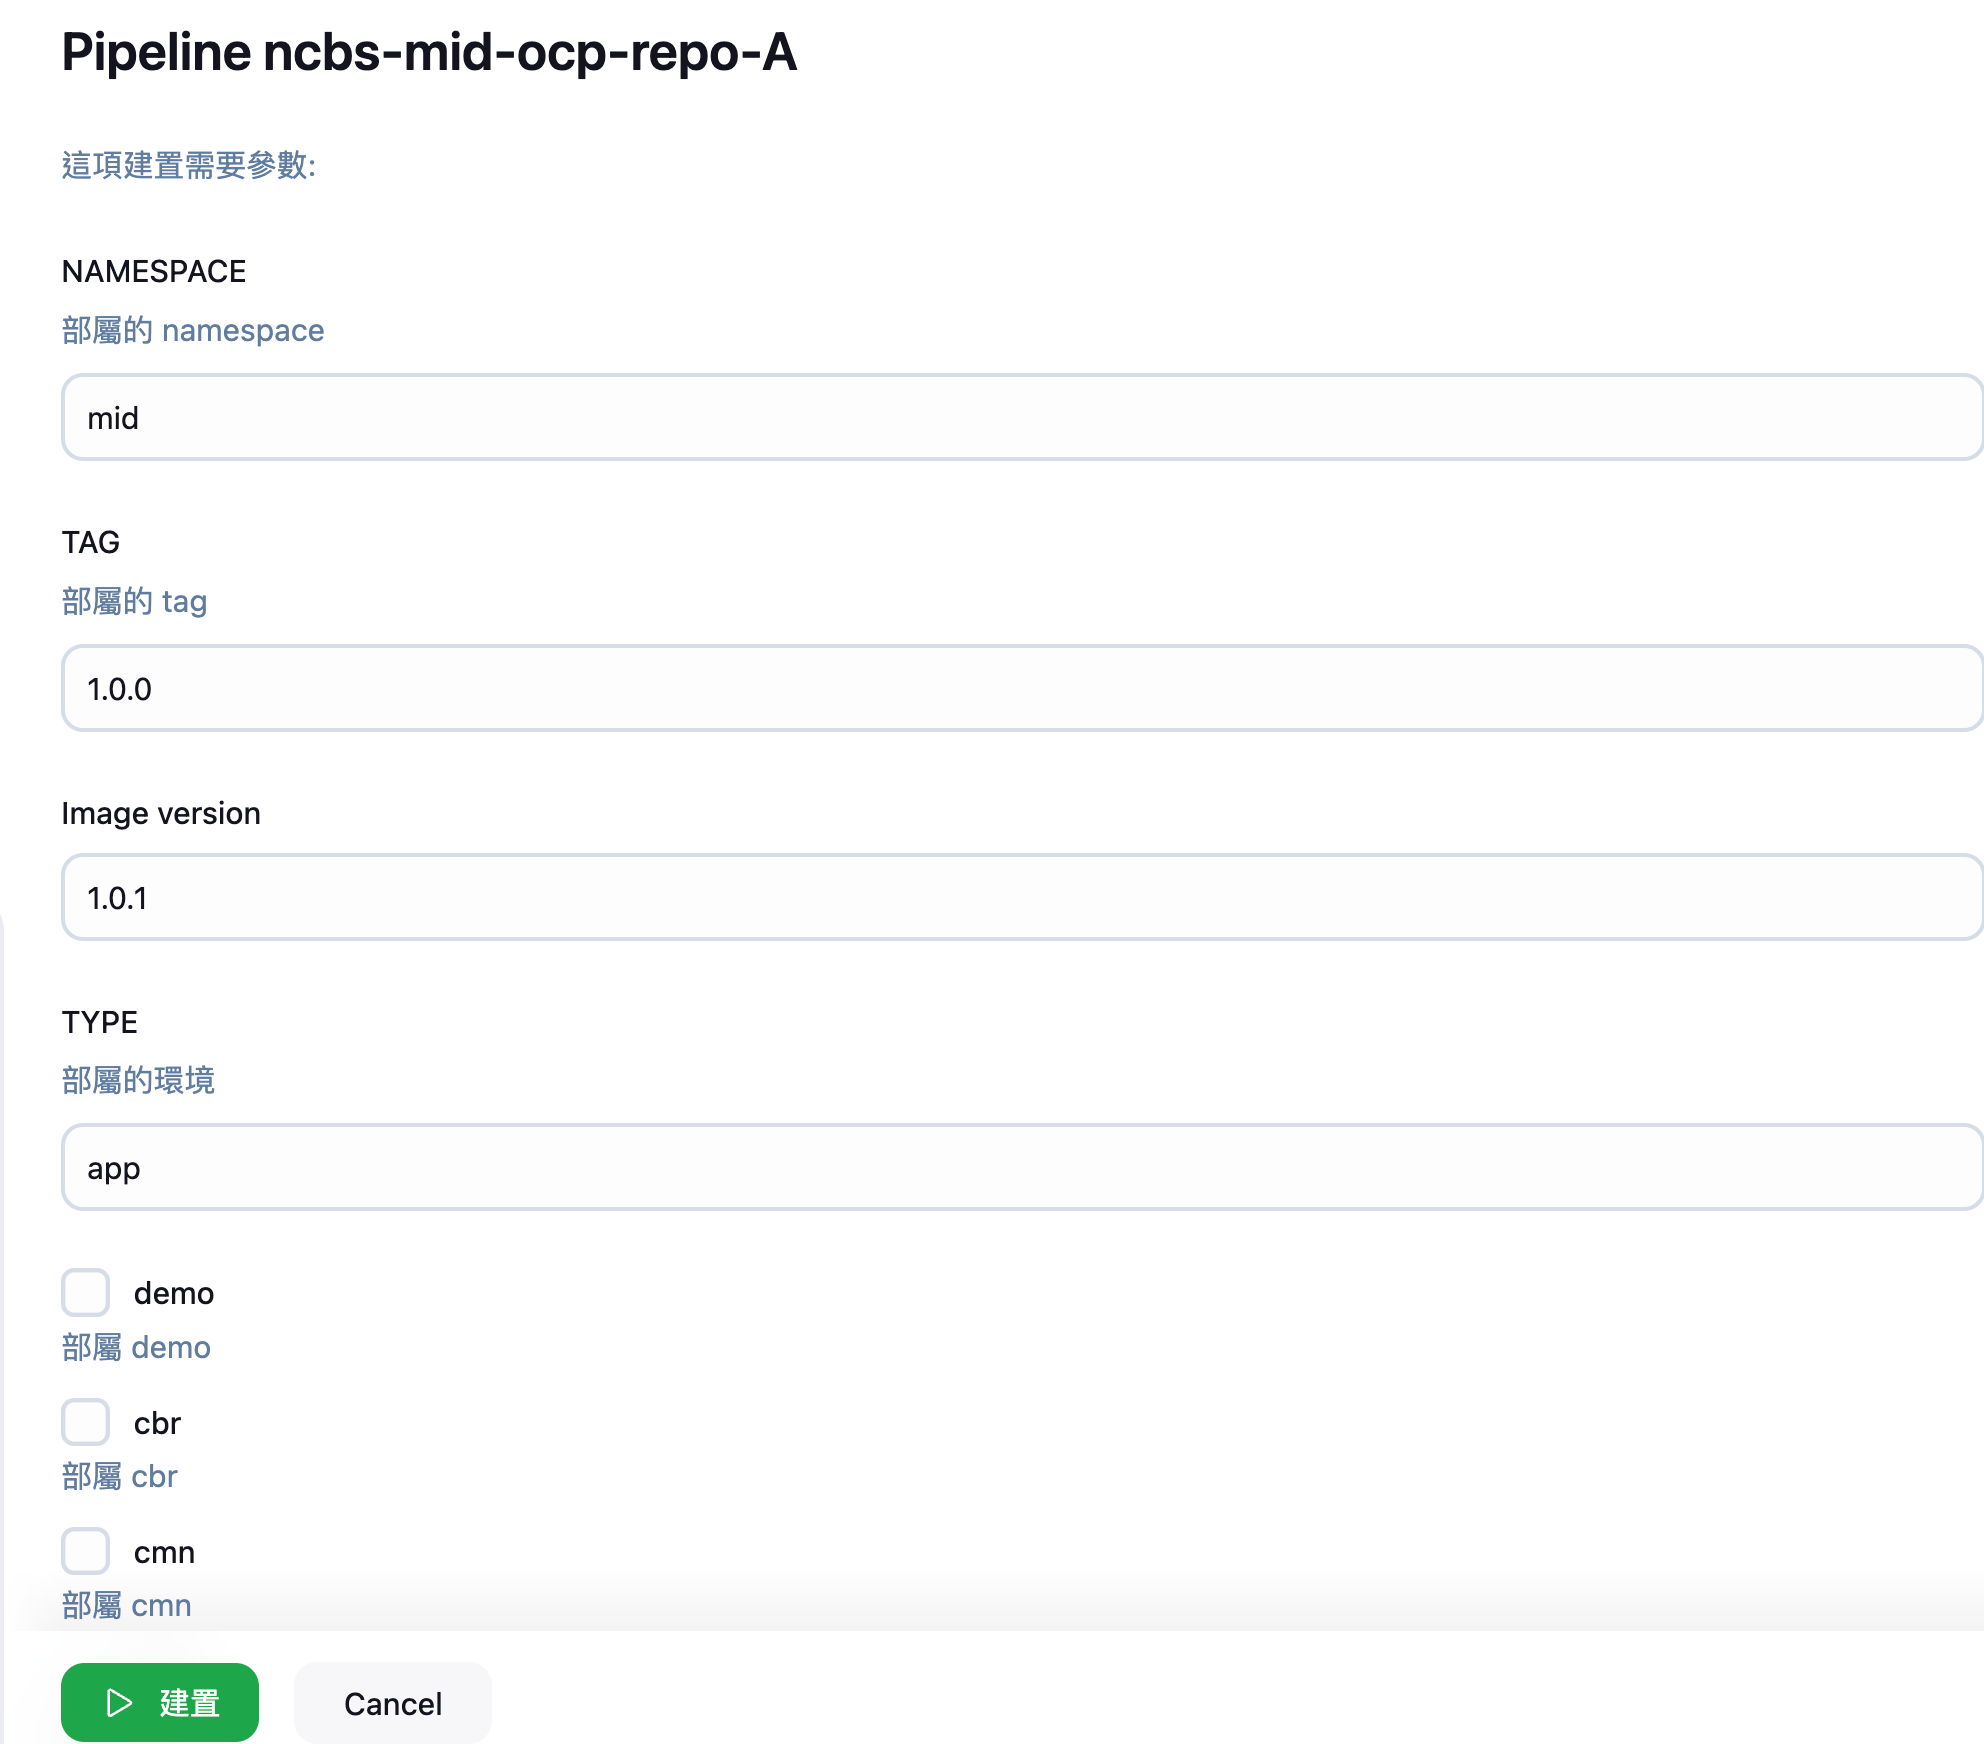 Pipeline ncbs-mid-ocp-repo-A
這項建置需要參數:
NAMESPACE
部屬的 namespace
mid
TAG
部屬的 tag
1.0.0
Image version
1.0.1
TYPE
部屬的環境
app
demo
部屬 demo
cbr
部屬 cbr
cmn
部屬 cmn
建置
Cancel